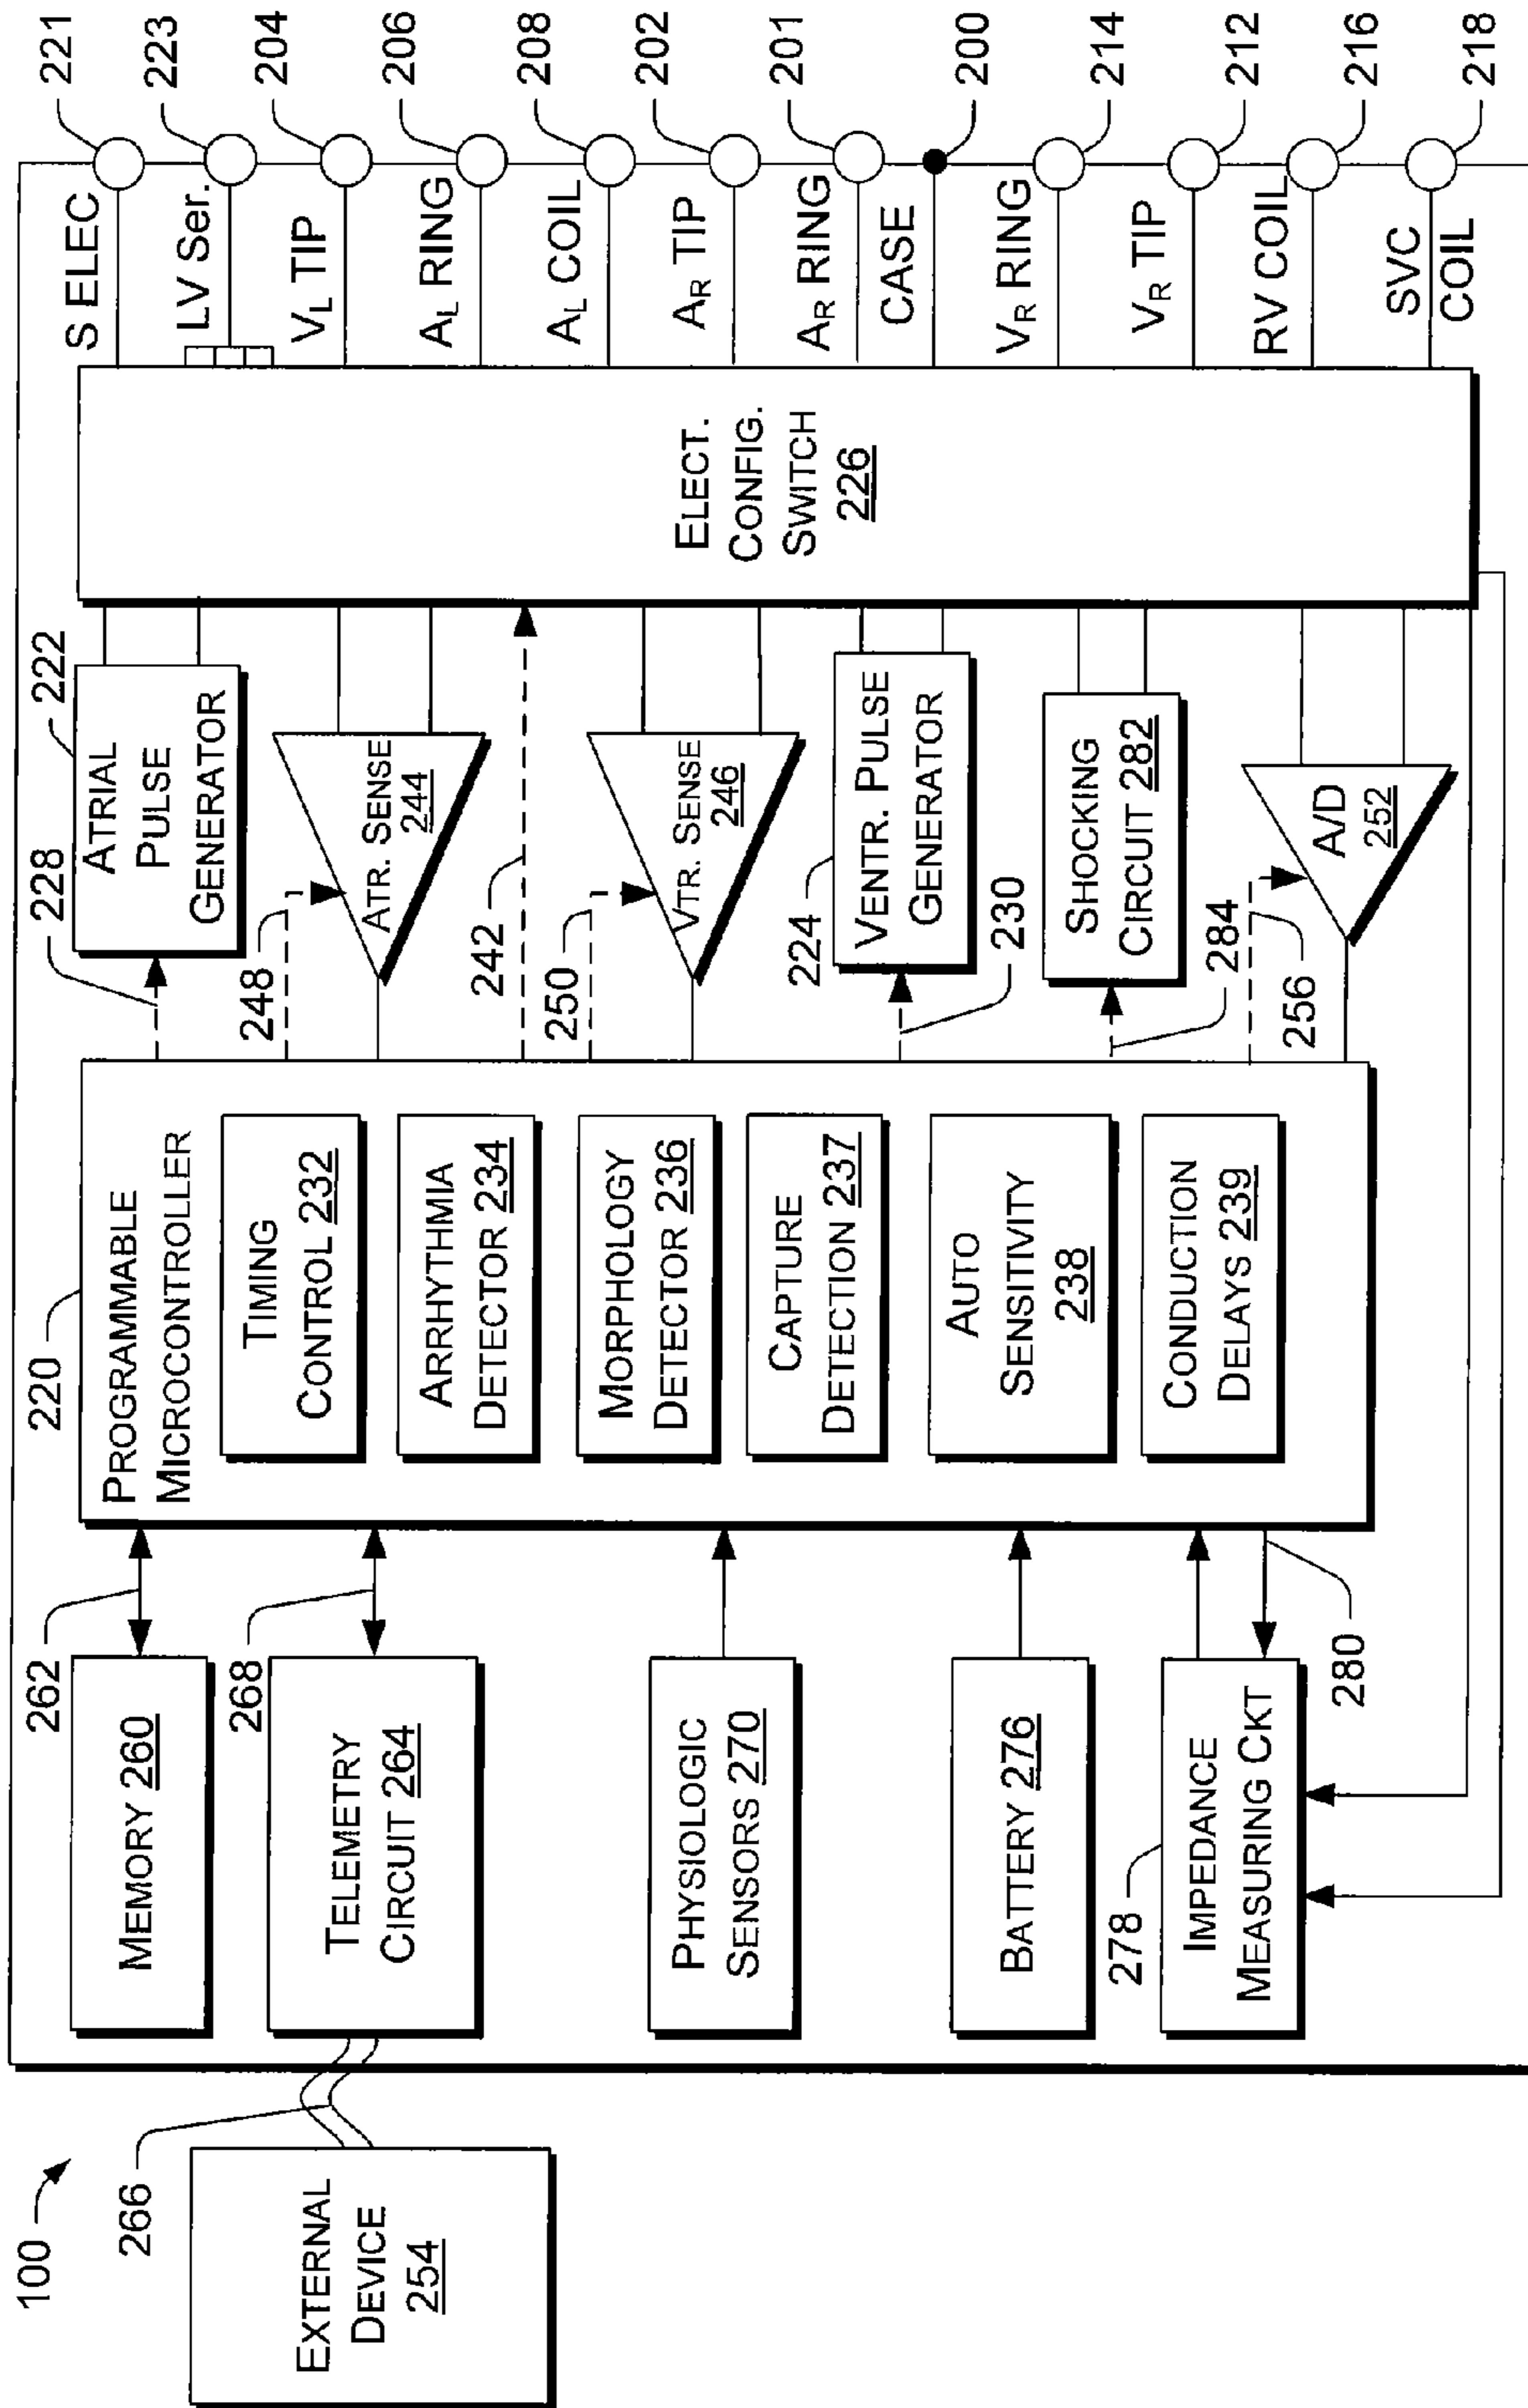 100
EXTERNAL
DEVICE
254
266
MEMORY 260
262
TELEMETRY
CIRCUIT 264
268
PHYSIOLOGIC
SENSORS 270
BATTERY 276
278
IMPEDANCE
MEASURING CKT
280
220
PROGRAMMABLE
MICROCONTROLLER
TIMING
CONTROL 232
ARRHYTHMIA
DETECTOR 234
MORPHOLOGY
DETECTOR 236
CAPTURE
DETECTION 237
AUTO
SENSITIVITY
238
CONDUCTION
DELAYS 239
228
222
ATRIAL
PULSE
GENERATOR
248
ATR. SENSE
244
242
250
VTR. SENSE
246
224
VENTR. PULSE
GENERATOR
230
SHOCKING
CIRCUIT 282
284
256
A/D
252
ELECT.
CONFIG.
SWITCH
226
S ELEC
221
LV Ser.
223
VL TIP
204
AL RING
206
AL COIL
208
AR TIP
202
AR RING
201
CASE
200
VR RING
214
VR TIP
212
RV COIL
216
SVC
COIL
218